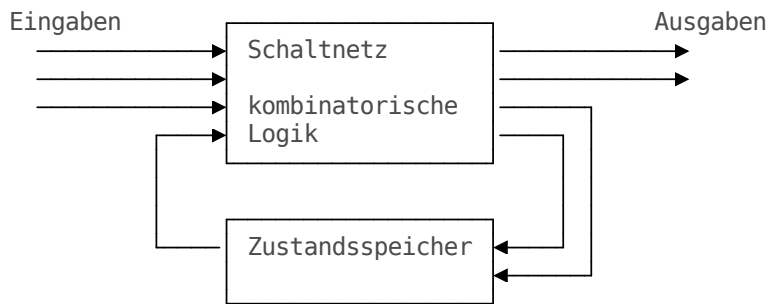 Eingaben
Ausgaben
Schaltnetz
kombinatorische
Logik
Zustandsspeicher